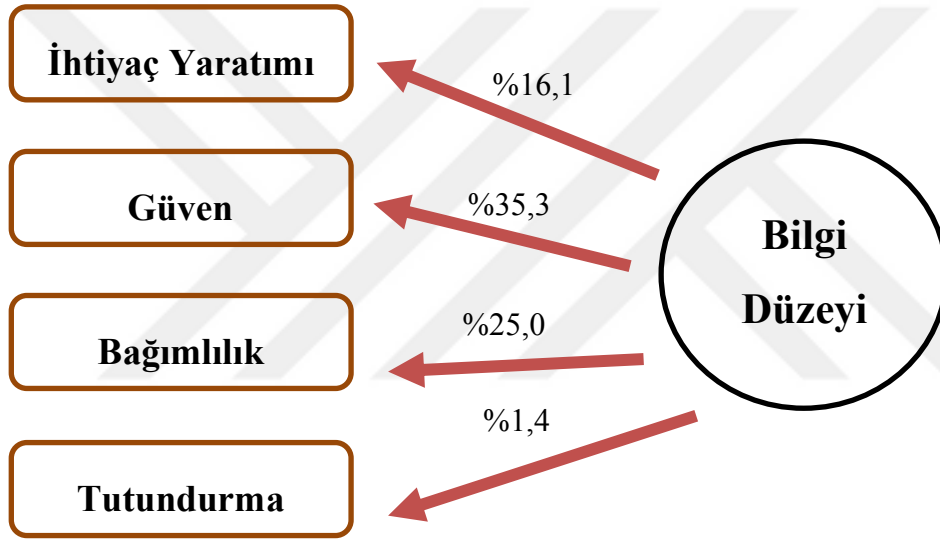 İhtiyaç Yaratımı
%16,1
Güven
%35,3
Bilgi
Düzeyi
Bağımlılık
%25,0
Tutundurma
%1,4